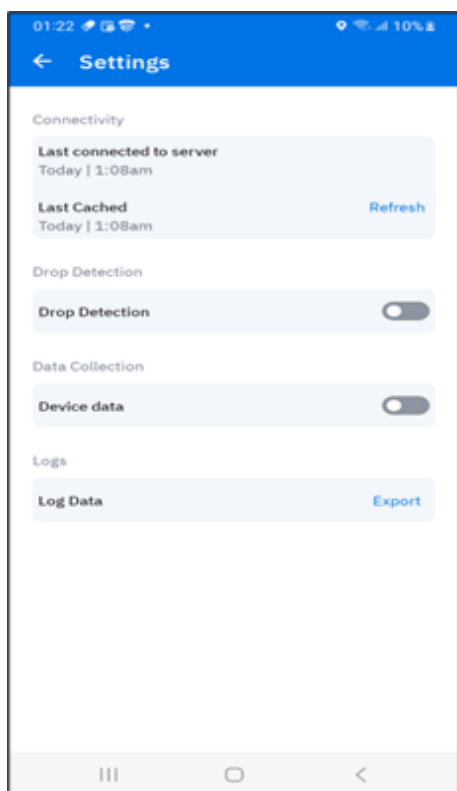 01:22
10%
Settings
Connectivity
Last connected to server
Today | 1:08am
Last Cached
Refresh
Today | 1:08am
Drop Detection
Drop Detection
Data Collection
Device data
Logs
Log Data
Export